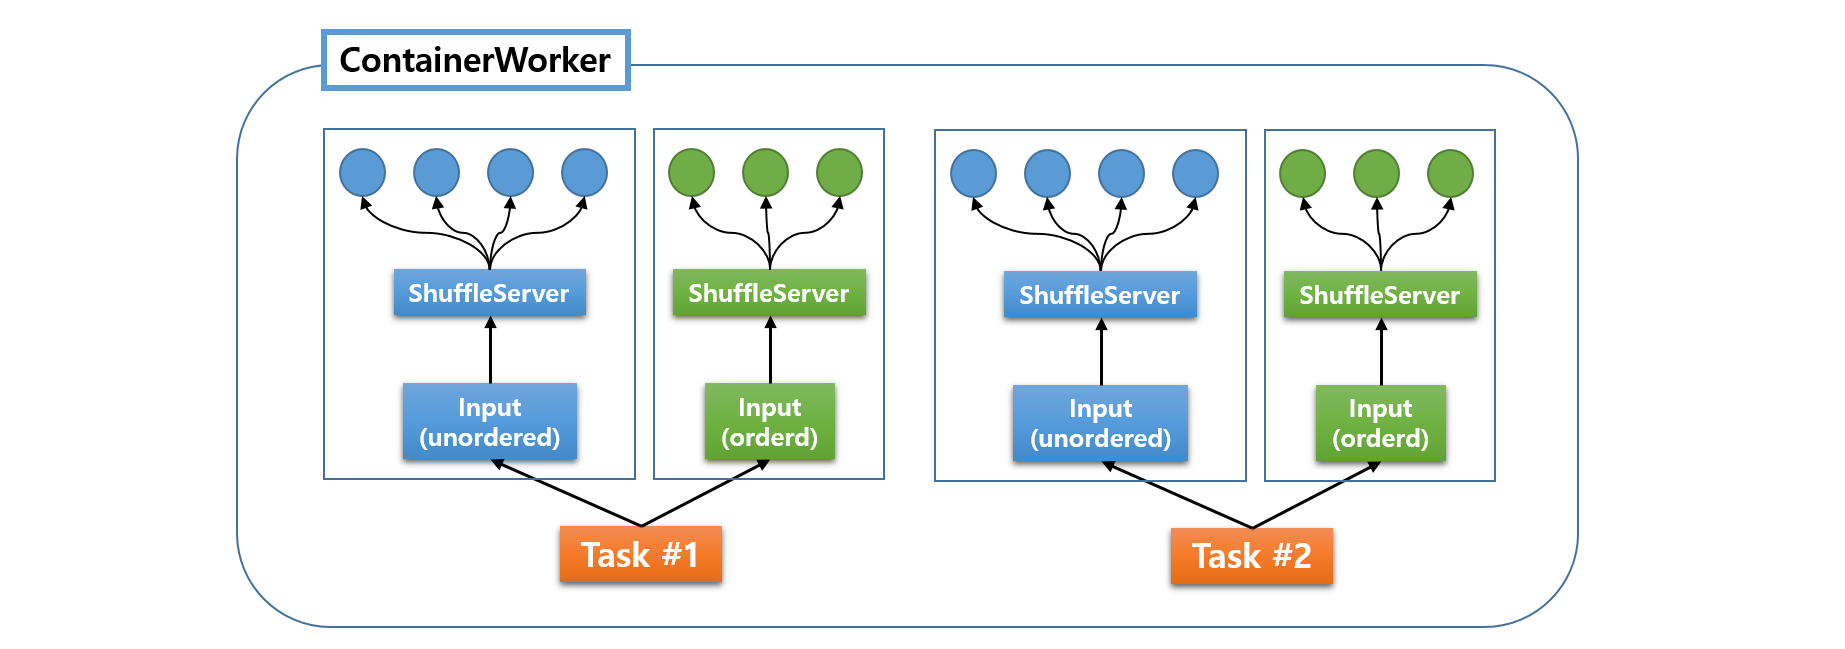 ContainerWorker
ShuffleServer
ShuffleServer
ShuffleServer
ShuffleServer
Input
(unordered)
Input
(orderd)
Input
(unordered)
Input
(orderd)
Task #1
Task #2